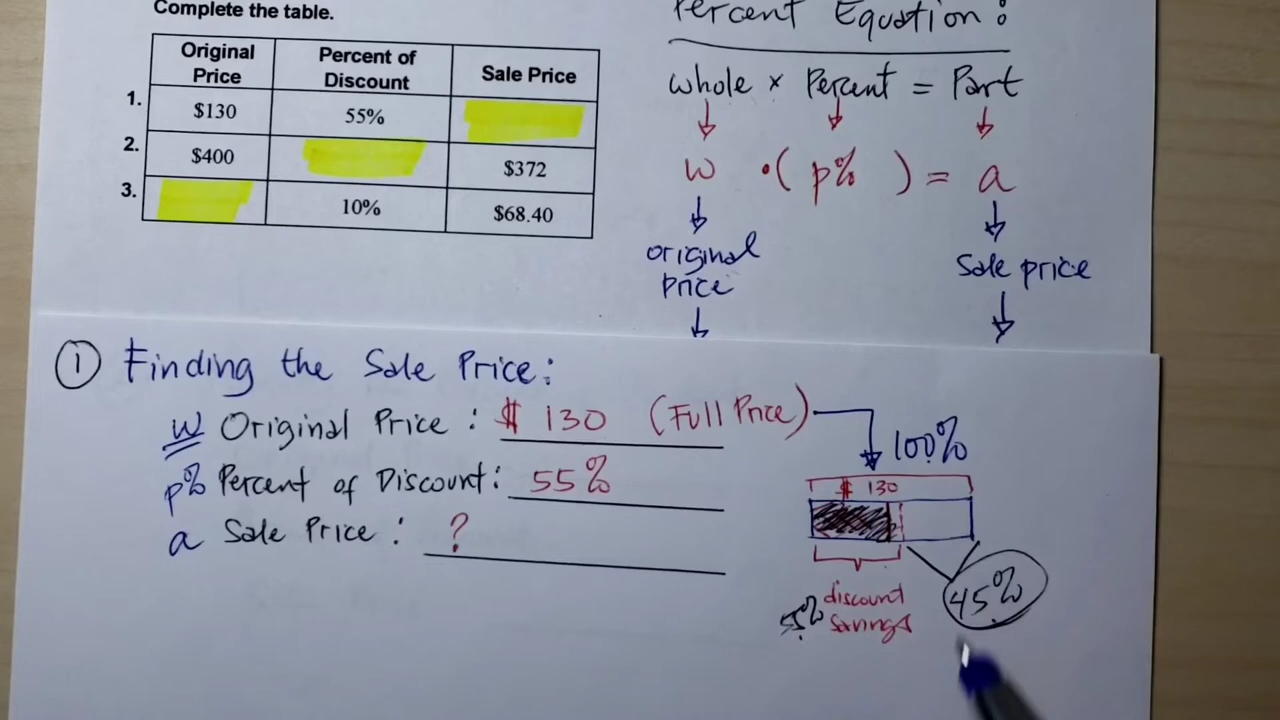 Complete the table.
Original Price
Percent of Discount
Sale Price
1.
$130
55%
2.
$400
$372
3.
10%
$68.40
Percent Equation:
whole × Percent = Part
w • ( p% ) = a
original price
Sale price
① Finding the Sale Price:
w Original Price : $ 130 (Full Price)
100%
p% Percent of Discount: 55%
$ 130
a Sale Price : ?
55% discount savings
45%